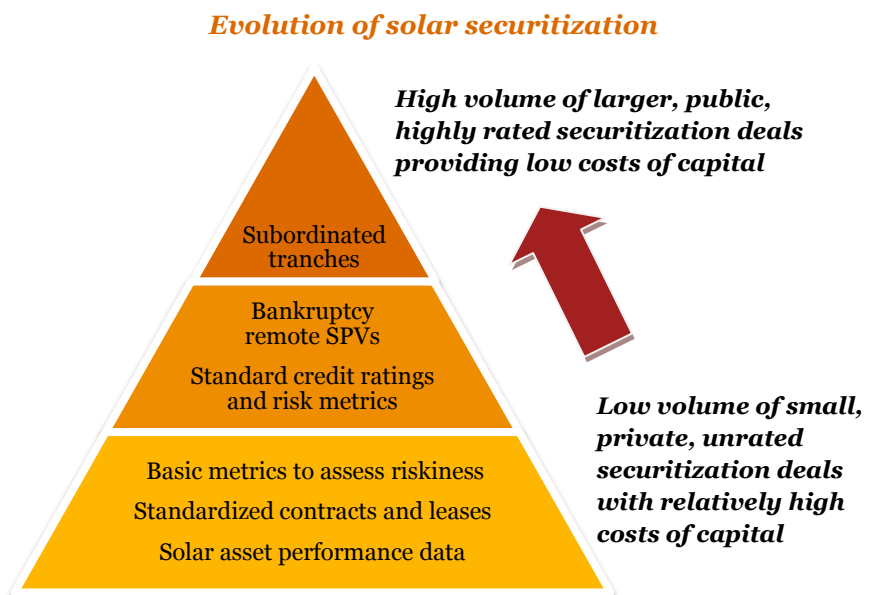 Evolution of solar securitization
High volume of larger, public,
highly rated securitization deals
providing low costs of capital
Subordinated
tranches
Bankruptcy
remote SPVs
Standard credit ratings
and risk metrics
Low volume of small,
private, unrated
securitization deals
with relatively high
costs of capital
Basic metrics to assess riskiness
Standardized contracts and leases
Solar asset performance data